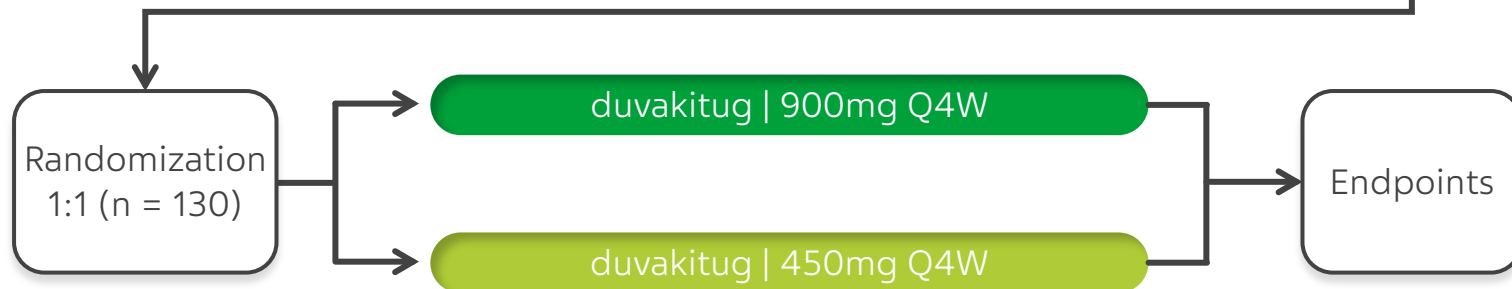 duvakitug | 900mg Q4W
Randomization
1:1 (n = 130)
Endpoints
duvakitug | 450mg Q4W